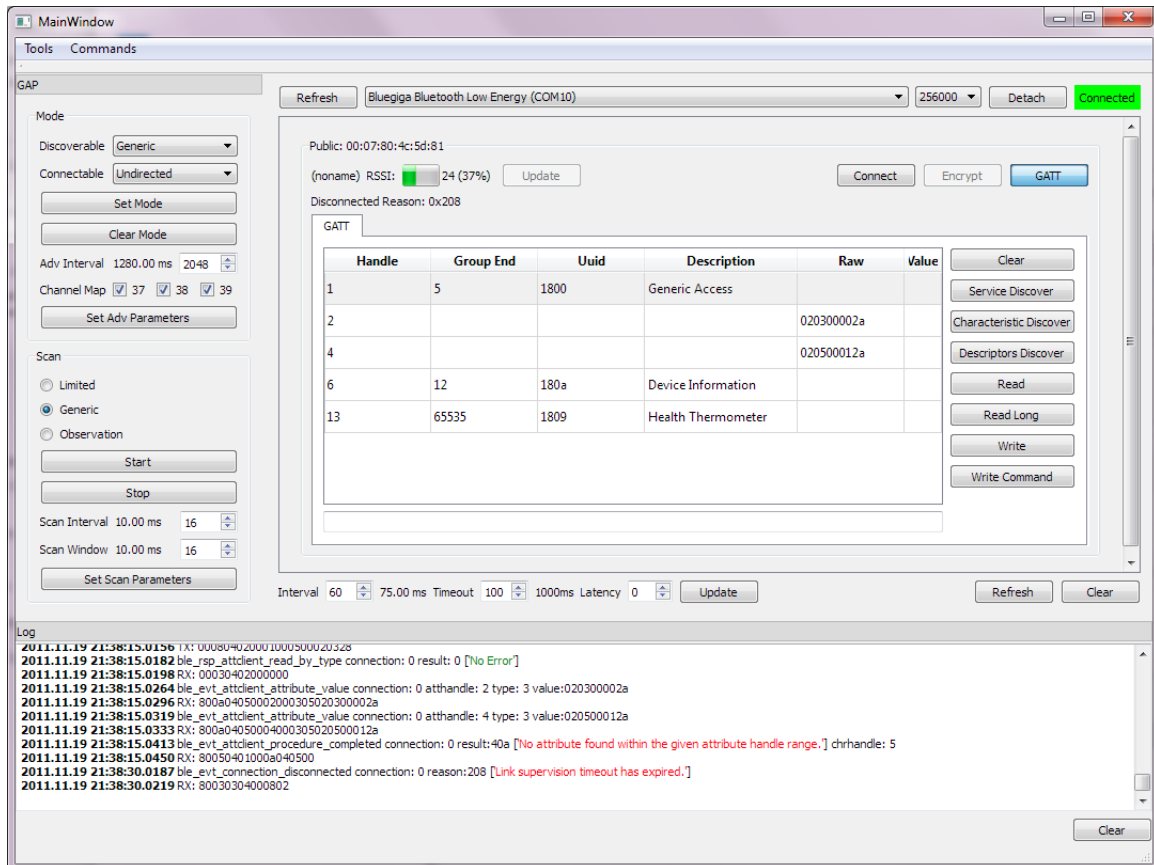 MainWindow
Tools Commands
GAP
Mode
Discoverable Generic
Connectable Undirected
Set Mode
Clear Mode
Adv Interval 1280.00 ms 2048
Channel Map 37 38 39
Set Adv Parameters
Scan
Limited
Generic
Observation
Start
Stop
Scan Interval 10.00 ms 16
Scan Window 10.00 ms 16
Set Scan Parameters
Refresh Bluegiga Bluetooth Low Energy (COM10) 256000 Detach Connected
Public: 00:07:80:4c:5d:81
(noname) RSSI: 24 (37%) Update Connect Encrypt GATT
Disconnected Reason: 0x208
GATT
Handle Group End Uuid Description Raw Value
1 5 1800 Generic Access
2 020300002a
4 020500012a
6 12 180a Device Information
13 65535 1809 Health Thermometer
Clear
Service Discover
Characteristic Discover
Descriptors Discover
Read
Read Long
Write
Write Command
Interval 60 75.00 ms Timeout 100 1000ms Latency 0 Update Refresh Clear
Log
2011.11.19 21:38:15.0156 TX: 000804020001000500020328
2011.11.19 21:38:15.0182 ble_rsp_attclient_read_by_type connection: 0 result: 0 ['No Error']
2011.11.19 21:38:15.0198 RX: 00030402000000
2011.11.19 21:38:15.0264 ble_evt_attclient_attribute_value connection: 0 atthandle: 2 type: 3 value:020300002a
2011.11.19 21:38:15.0296 RX: 800a04050002000305020300002a
2011.11.19 21:38:15.0319 ble_evt_attclient_attribute_value connection: 0 atthandle: 4 type: 3 value:020500012a
2011.11.19 21:38:15.0333 RX: 800a04050004000305020500012a
2011.11.19 21:38:15.0413 ble_evt_attclient_procedure_completed connection: 0 result:40a ['No attribute found within the given attribute handle range.'] chrhandle: 5
2011.11.19 21:38:15.0450 RX: 80050401000a040500
2011.11.19 21:38:30.0187 ble_evt_connection_disconnected connection: 0 reason:208 ['Link supervision timeout has expired.']
2011.11.19 21:38:30.0219 RX: 80030304000802
Clear